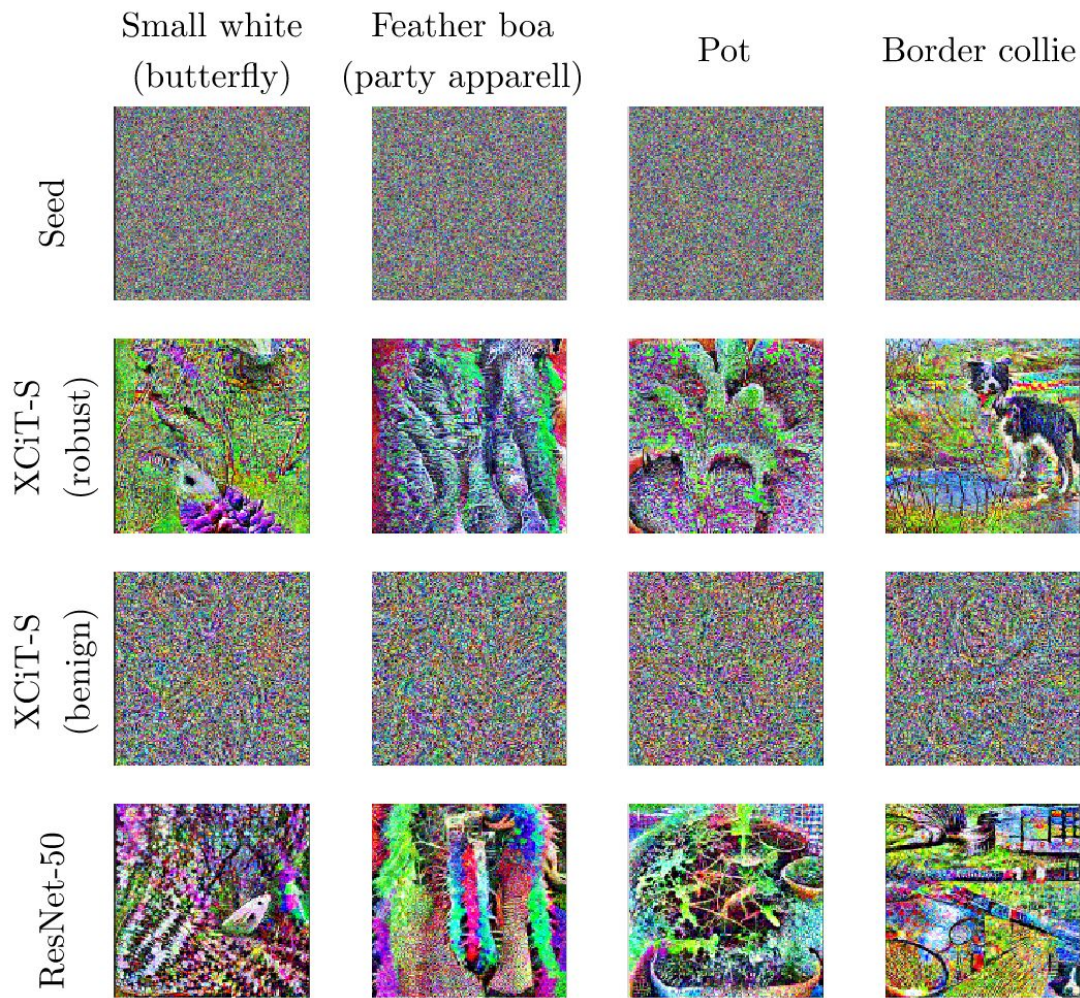 Small white
(butterfly)
Feather boa
(party apparell)
Pot
Border collie
Seed
XCiT-S
(robust)
XCiT-S
(benign)
ResNet-50